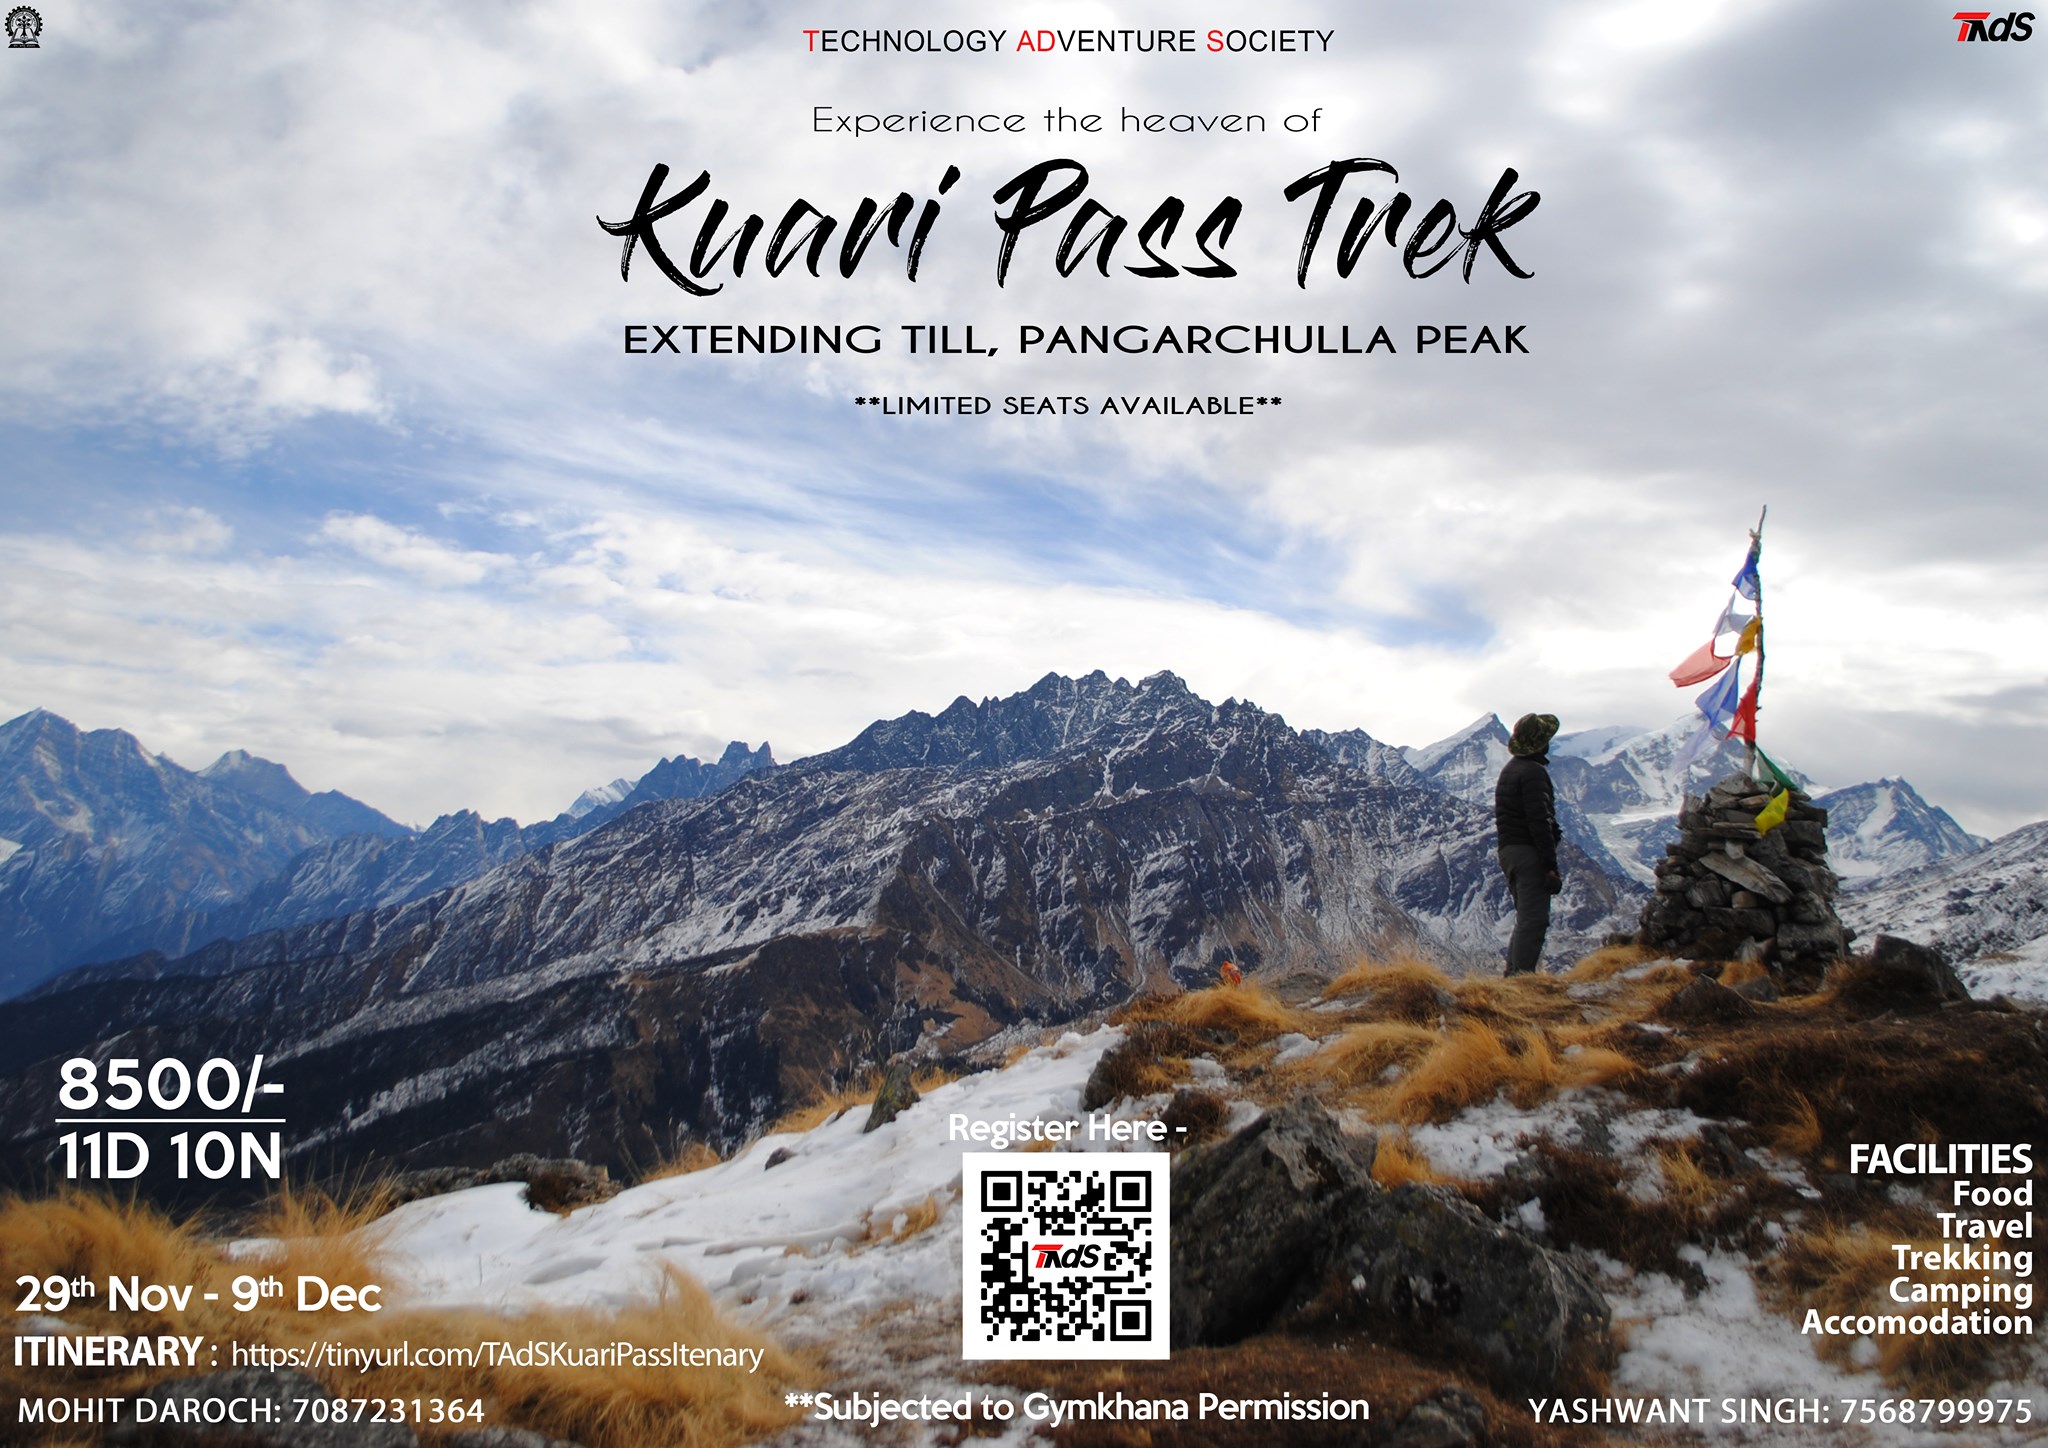 TAdS
TECHNOLOGY ADVENTURE SOCIETY
Experience the heaven of
Kuari Pass Trek
EXTENDING TILL, PANGARCHULLA PEAK
**LIMITED SEATS AVAILABLE**
8500/-
11D 10N
29th Nov - 9th Dec
ITINERARY : https://tinyurl.com/TAdSKuariPassItenary
MOHIT DAROCH: 7087231364
Register Here -
TAdS
**Subjected to Gymkhana Permission
FACILITIES
Food
Travel
Trekking
Camping
Accomodation
YASHWANT SINGH: 7568799975